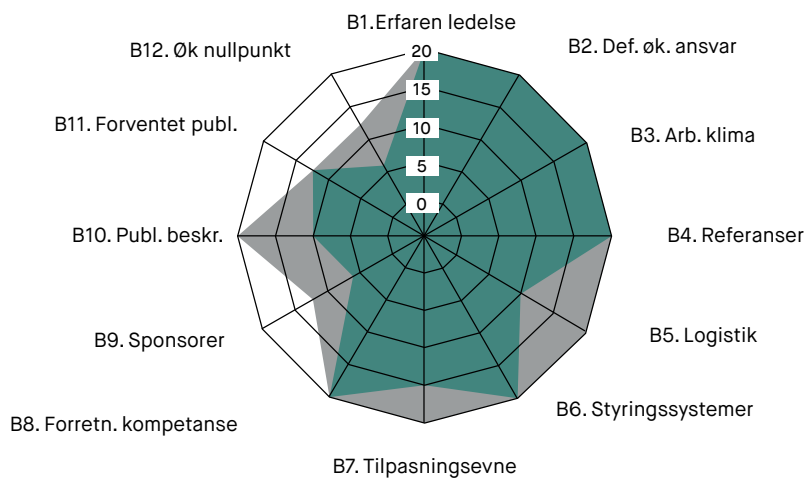 B1.Erfaren ledelse
B12. Øk nullpunkt
B2. Def. øk. ansvar
20
15
B11. Forventet publ.
B3. Arb. klima
10
5
0
B10. Publ. beskr.
B4. Referanser
B9. Sponsorer
B5. Logistik
B8. Forretn. kompetanse
B6. Styringssystemer
B7. Tilpasningsevne